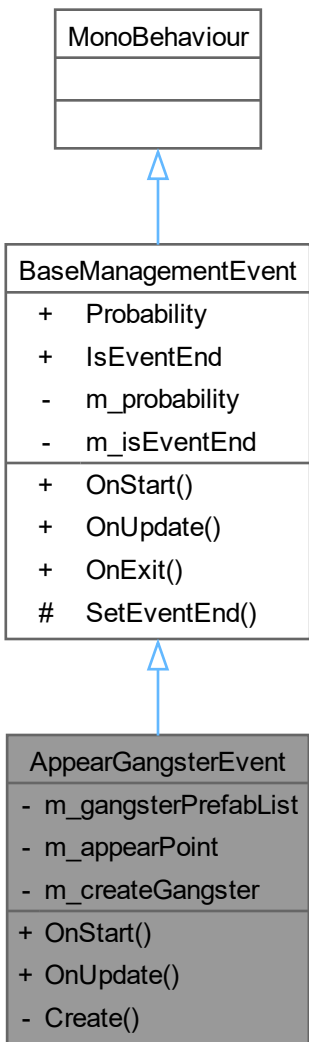 MonoBehaviour
BaseManagementEvent
+ Probability
+ IsEventEnd
- m_probability
- m_isEventEnd
+ OnStart()
+ OnUpdate()
+ OnExit()
# SetEventEnd()
AppearGangsterEvent
- m_gangsterPrefabList
- m_appearPoint
- m_createGangster
+ OnStart()
+ OnUpdate()
- Create()